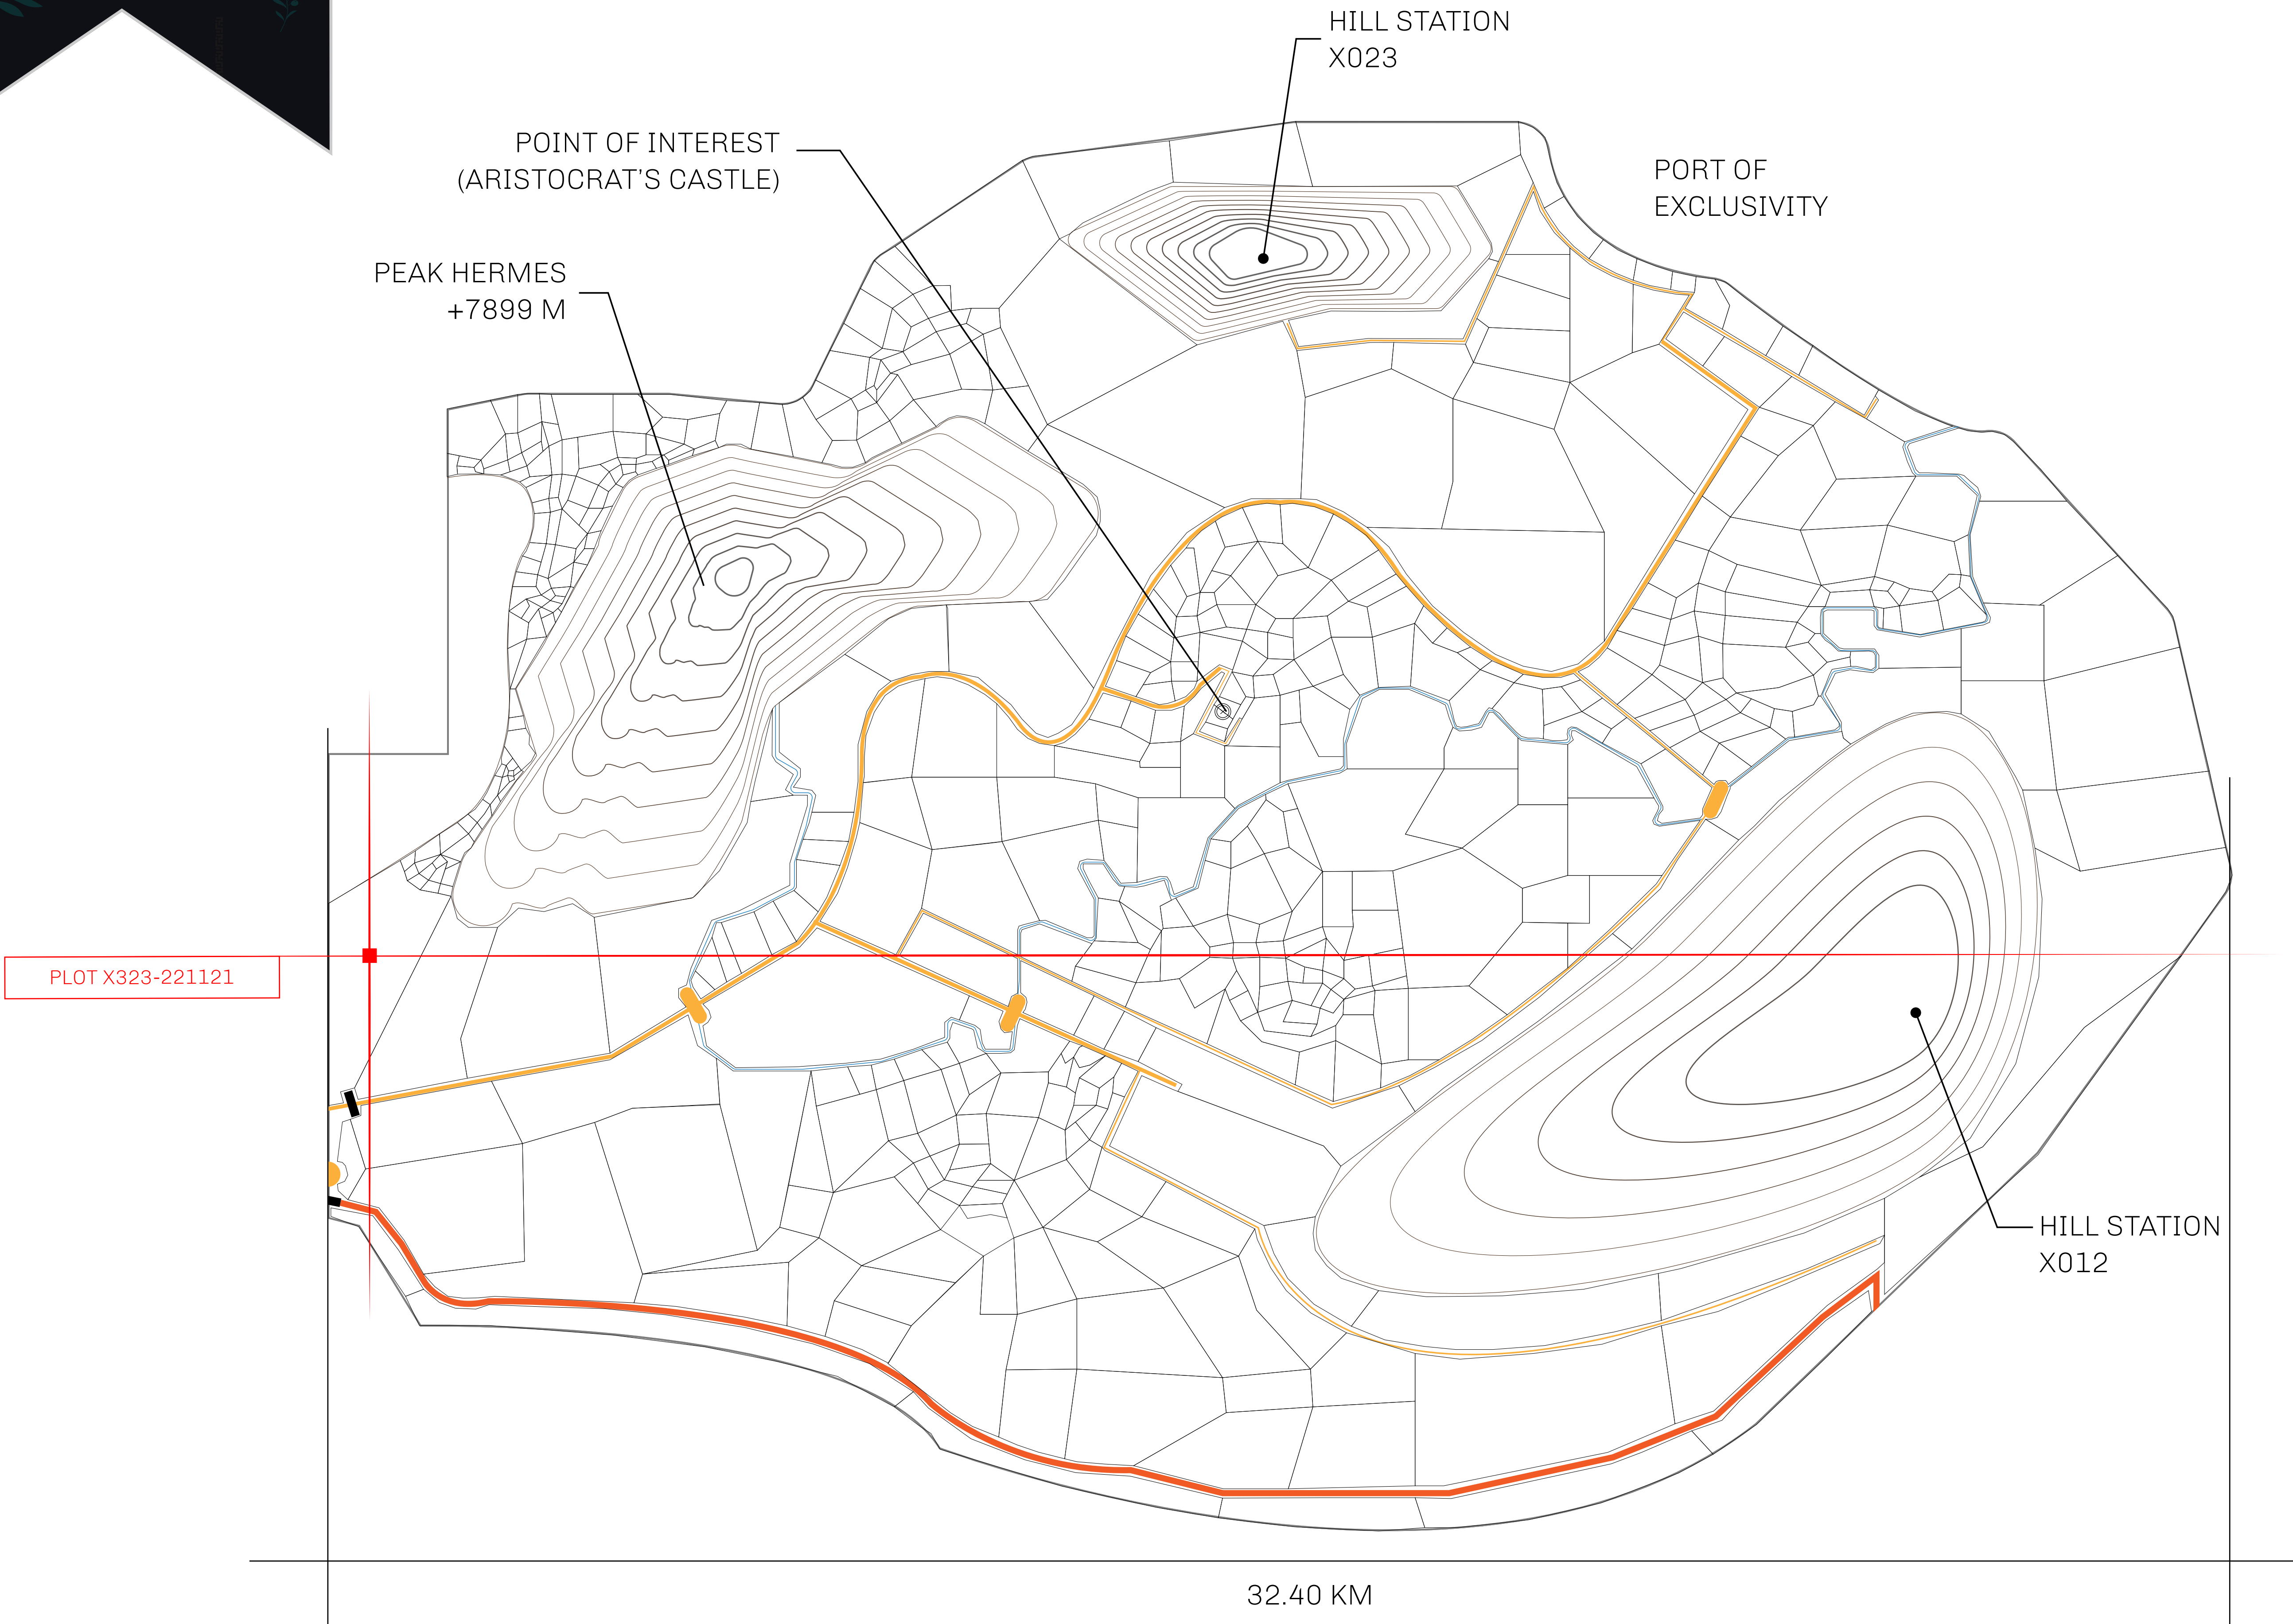 HILL STATION
X023
POINT OF INTEREST
(ARISTOCRAT'S CASTLE)
PORT OF
EXCLUSIVITY
PEAK HERMES
+7899 M
PLOT X323-221121
HILL STATION
X012
32.40 KM